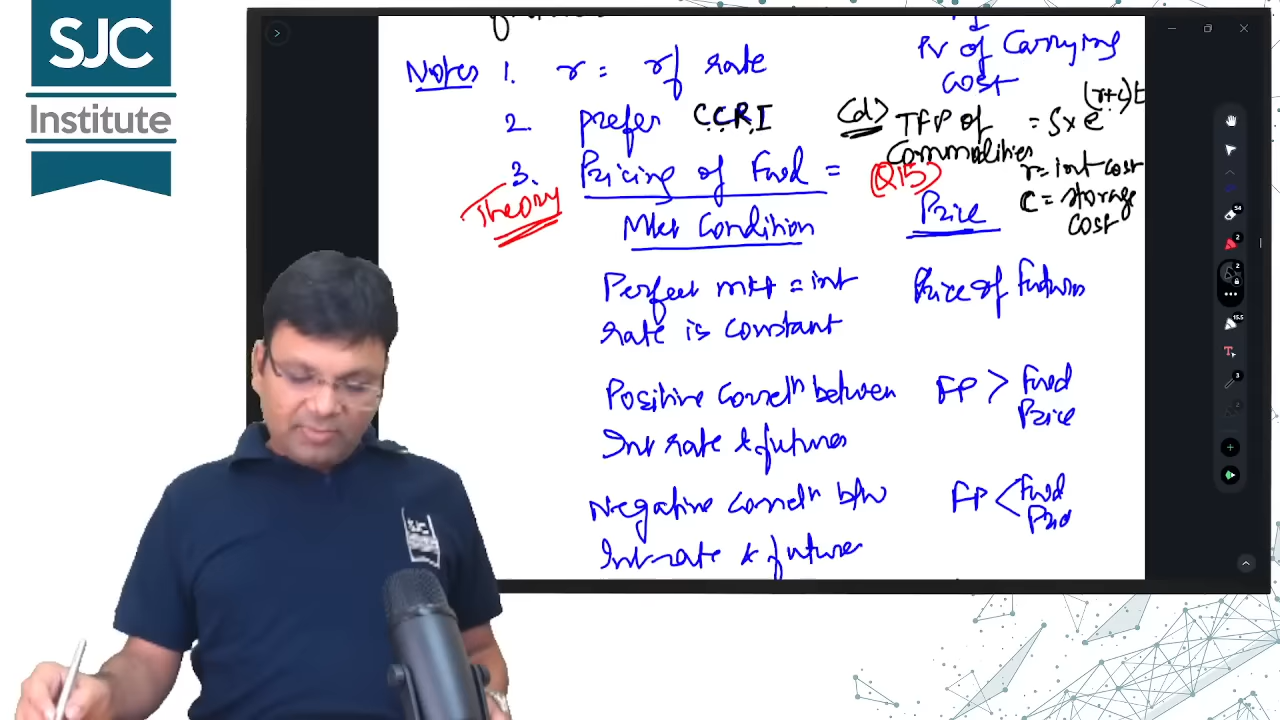 SJC
Institute
PV of Carrying
Cost
Notes 1. r = rf rate
2. prefer CCRI
(d) TFP of = S x e^(r+c)t
Commodities
r = int cost
c = storage
cost
3. Pricing of Fwd =
(Q15)
Theory
Mkt Condition
Price
Perfect mkt = int
rate is constant
Price of Futures
Positive Correlⁿ between
Int rate & futures
FP > Fwd
Price
Negative Correlⁿ b/w
Int rate & futures
FP < Fwd